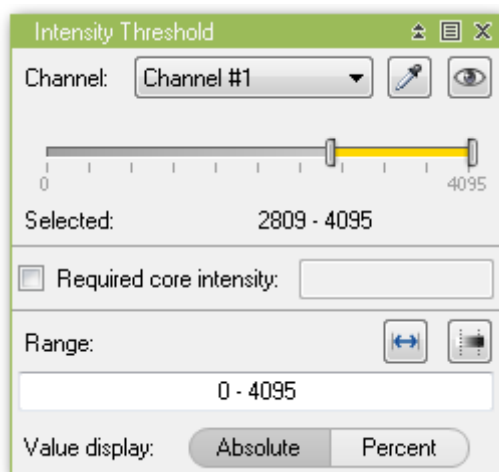 Intensity Threshold
Channel: Channel #1
0 4095
Selected: 2809 - 4095
Required core intensity:
Range:
0 - 4095
Value display: Absolute Percent